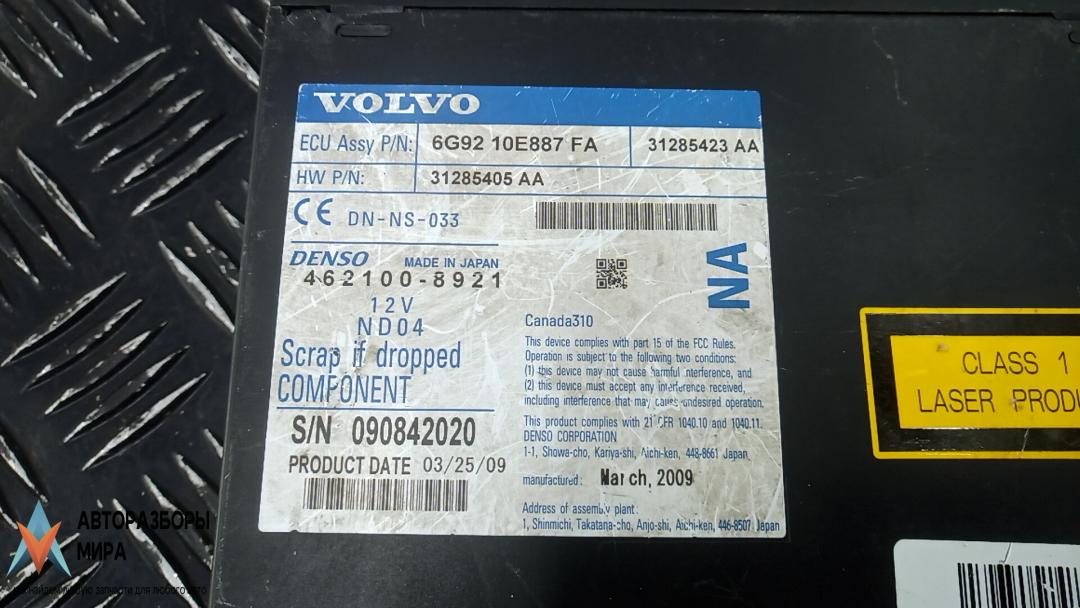 VOLVO
ECU Assy P/N: 6G92 10E887 FA 31285423 AA
HW P/N: 31285405 AA
CE DN-NS-033
DENSO MADE IN JAPAN
462100-8921
12V
ND04
Scrap if dropped
COMPONENT
S/N 090842020
PRODUCT DATE 03/25/09
NA
Canada310
This device complies with part 15 of the FCC Rules.
Operation is subject to the following two conditions:
(1) this device may not cause harmful interference, and
(2) this device must accept any interference received,
including interference that may cause undesired operation.
This product complies with 21 CFR 1040.10 and 1040.11.
DENSO CORPORATION
1-1, Showa-cho, Kariya-shi, Aichi-ken, 448-8661 Japan
manufactured: March, 2009
Address of assembly plant:
1, Shinmichi, Takatana-cho, Anjo-shi, Aichi-ken, 446-8507 Japan
CLASS 1
LASER
АВТОРАЗБОРЫ
МИРА
любую запчасти для любого авто